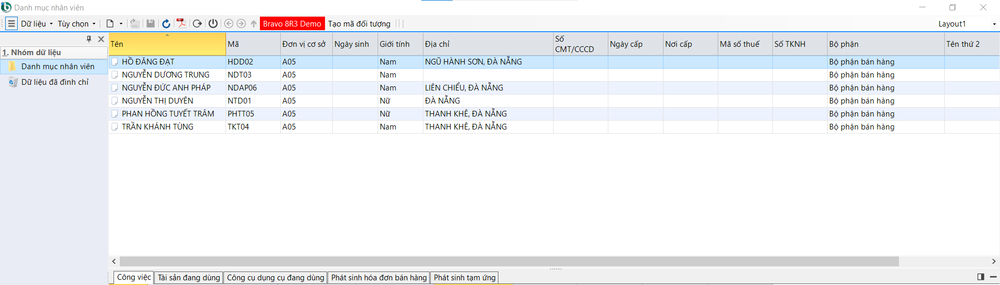 Danh mục nhân viên
Dữ liệu Tùy chọn Bravo 8R3 Demo Tạo mã đối tượng Layout1
1. Nhóm dữ liệu
Danh mục nhân viên
Dữ liệu đã đình chỉ
Tên Mã Đơn vị cơ sở Ngày sinh Giới tính Địa chỉ Số CMT/CCCD Ngày cấp Nơi cấp Mã số thuế Số TKNH Bộ phận Tên thứ 2
HỒ ĐĂNG ĐẠT HDD02 A05 Nam NGŨ HÀNH SƠN, ĐÀ NẴNG Bộ phận bán hàng
NGUYỄN DƯƠNG TRUNG NDT03 A05 Nam Bộ phận bán hàng
NGUYỄN ĐỨC ANH PHÁP NDAP06 A05 Nam LIÊN CHIỂU, ĐÀ NẴNG Bộ phận bán hàng
NGUYỄN THỊ DUYÊN NTD01 A05 Nữ ĐÀ NẴNG Bộ phận bán hàng
PHAN HỒNG TUYẾT TRÂM PHTT05 A05 Nữ THANH KHÊ, ĐÀ NẴNG Bộ phận bán hàng
TRẦN KHÁNH TÙNG TKT04 A05 Nam THANH KHÊ, ĐÀ NẴNG Bộ phận bán hàng
Công việc Tài sản đang dùng Công cụ dụng cụ đang dùng Phát sinh hóa đơn bán hàng Phát sinh tạm ứng